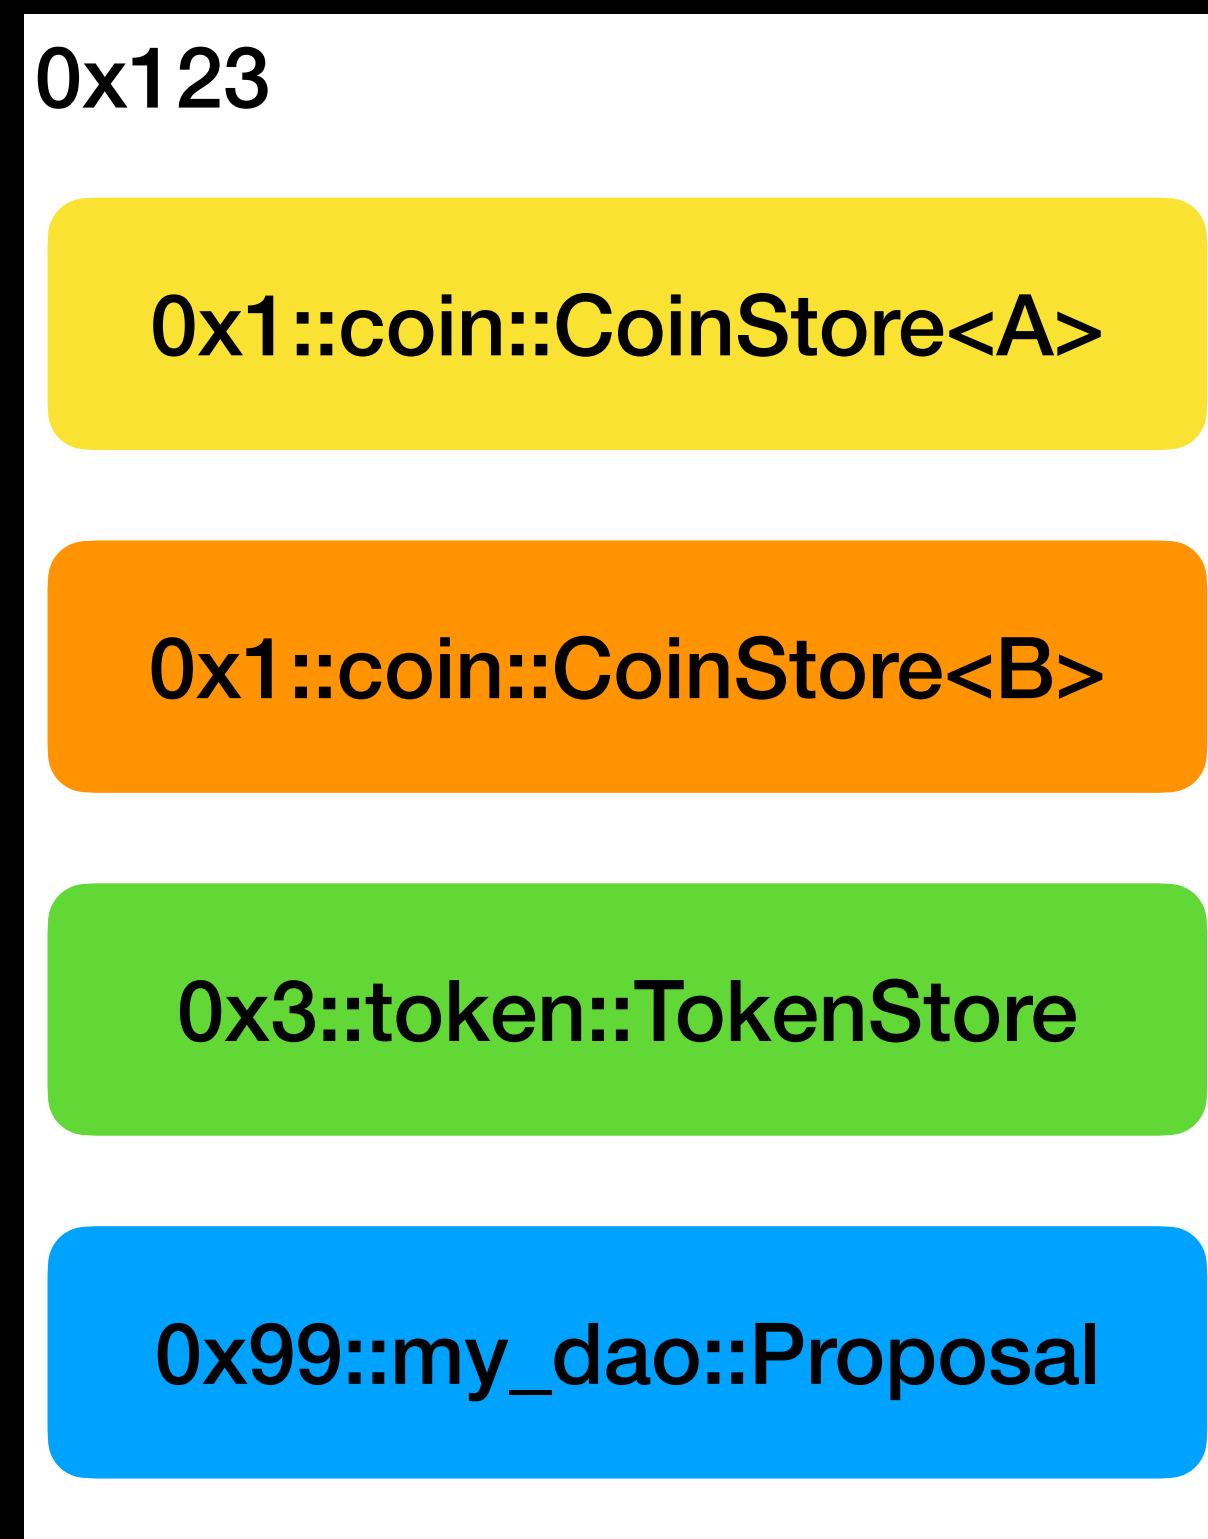 0x123
0x1::coin::CoinStore<A>
0x1::coin::CoinStore<B>
0x3::token::TokenStore
0x99::my_dao::Proposal